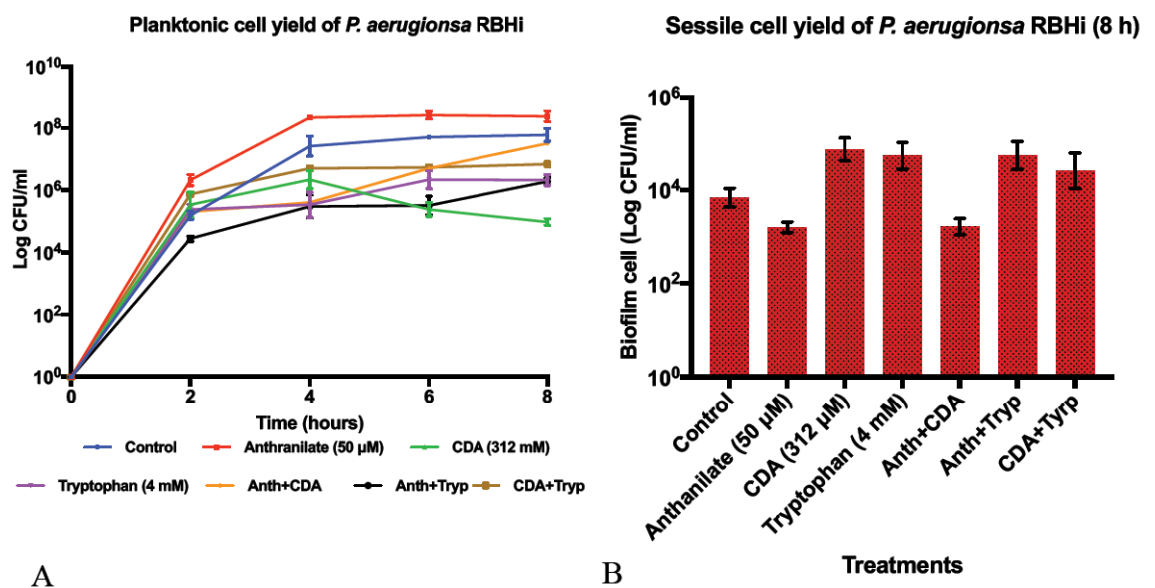 Planktonic cell yield of P. aerugionsa RBHi
Log CFU/ml
10^10
10^8
10^6
10^4
10^2
10^0
0 2 4 6 8
Time (hours)
Control Anthranilate (50 µM) CDA (312 mM)
Tryptophan (4 mM) Anth+CDA Anth+Tryp CDA+Tryp
A
Sessile cell yield of P. aerugionsa RBHi (8 h)
Biofilm cell (Log CFU/ml)
10^6
10^4
10^2
10^0
Control
Anthanilate (50 µM)
CDA (312 µM)
Tryptophan (4 mM)
Anth+CDA
Anth+Tryp
CDA+Tyrp
Treatments
B